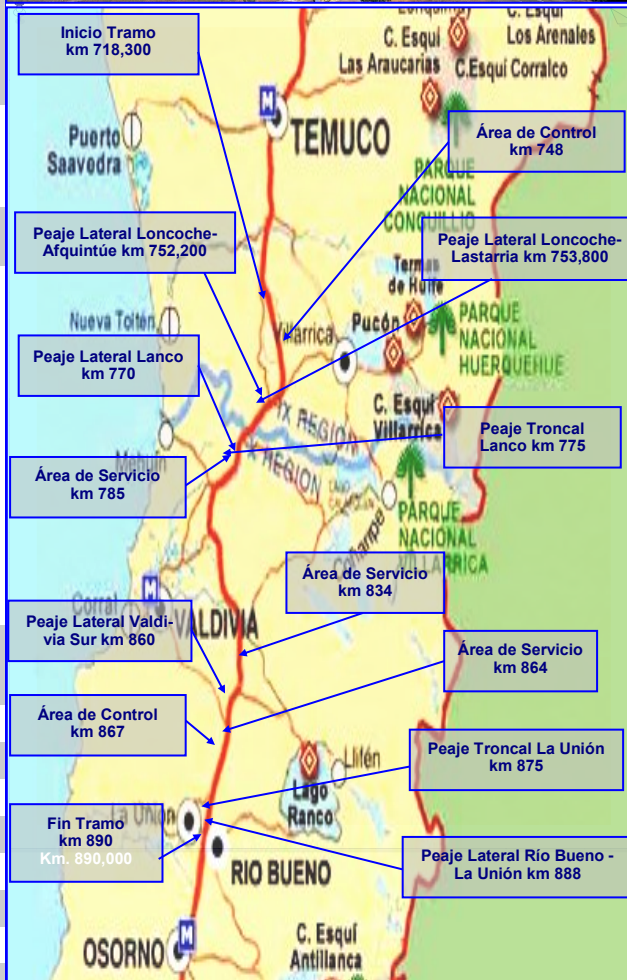 Lonquimay
C. Esquí
Las Araucarias
C. Esquí
Los Arenales
C.Esquí Corralco
Inicio Tramo
km 718,300
TEMUCO
Puerto
Saavedra
Área de Control
km 748
PARQUE
NACIONAL
CONGUILLIO
Peaje Lateral Loncoche-
Afquintúe km 752,200
Peaje Lateral Loncoche-
Lastarria km 753,800
Termas
de Huife
Nueva Toltén
Villarrica
Pucón
PARQUE
NACIONAL
HUERQUEHUE
Peaje Lateral Lanco
km 770
C. Esquí
Villarrica
IX REGION
X REGION
Peaje Troncal
Lanco km 775
Mehuín
Área de Servicio
km 785
Coñaripe
PARQUE
NACIONAL
VILLARRICA
Área de Servicio
km 834
Corral
VALDIVIA
Peaje Lateral Valdi-
via Sur km 860
Área de Servicio
km 864
Área de Control
km 867
Llifén
Lago
Ranco
Peaje Troncal La Unión
km 875
La Unión
Fin Tramo
km 890
Km. 890,000
RIO BUENO
Peaje Lateral Río Bueno -
La Unión km 888
OSORNO
C. Esquí
Antillanca